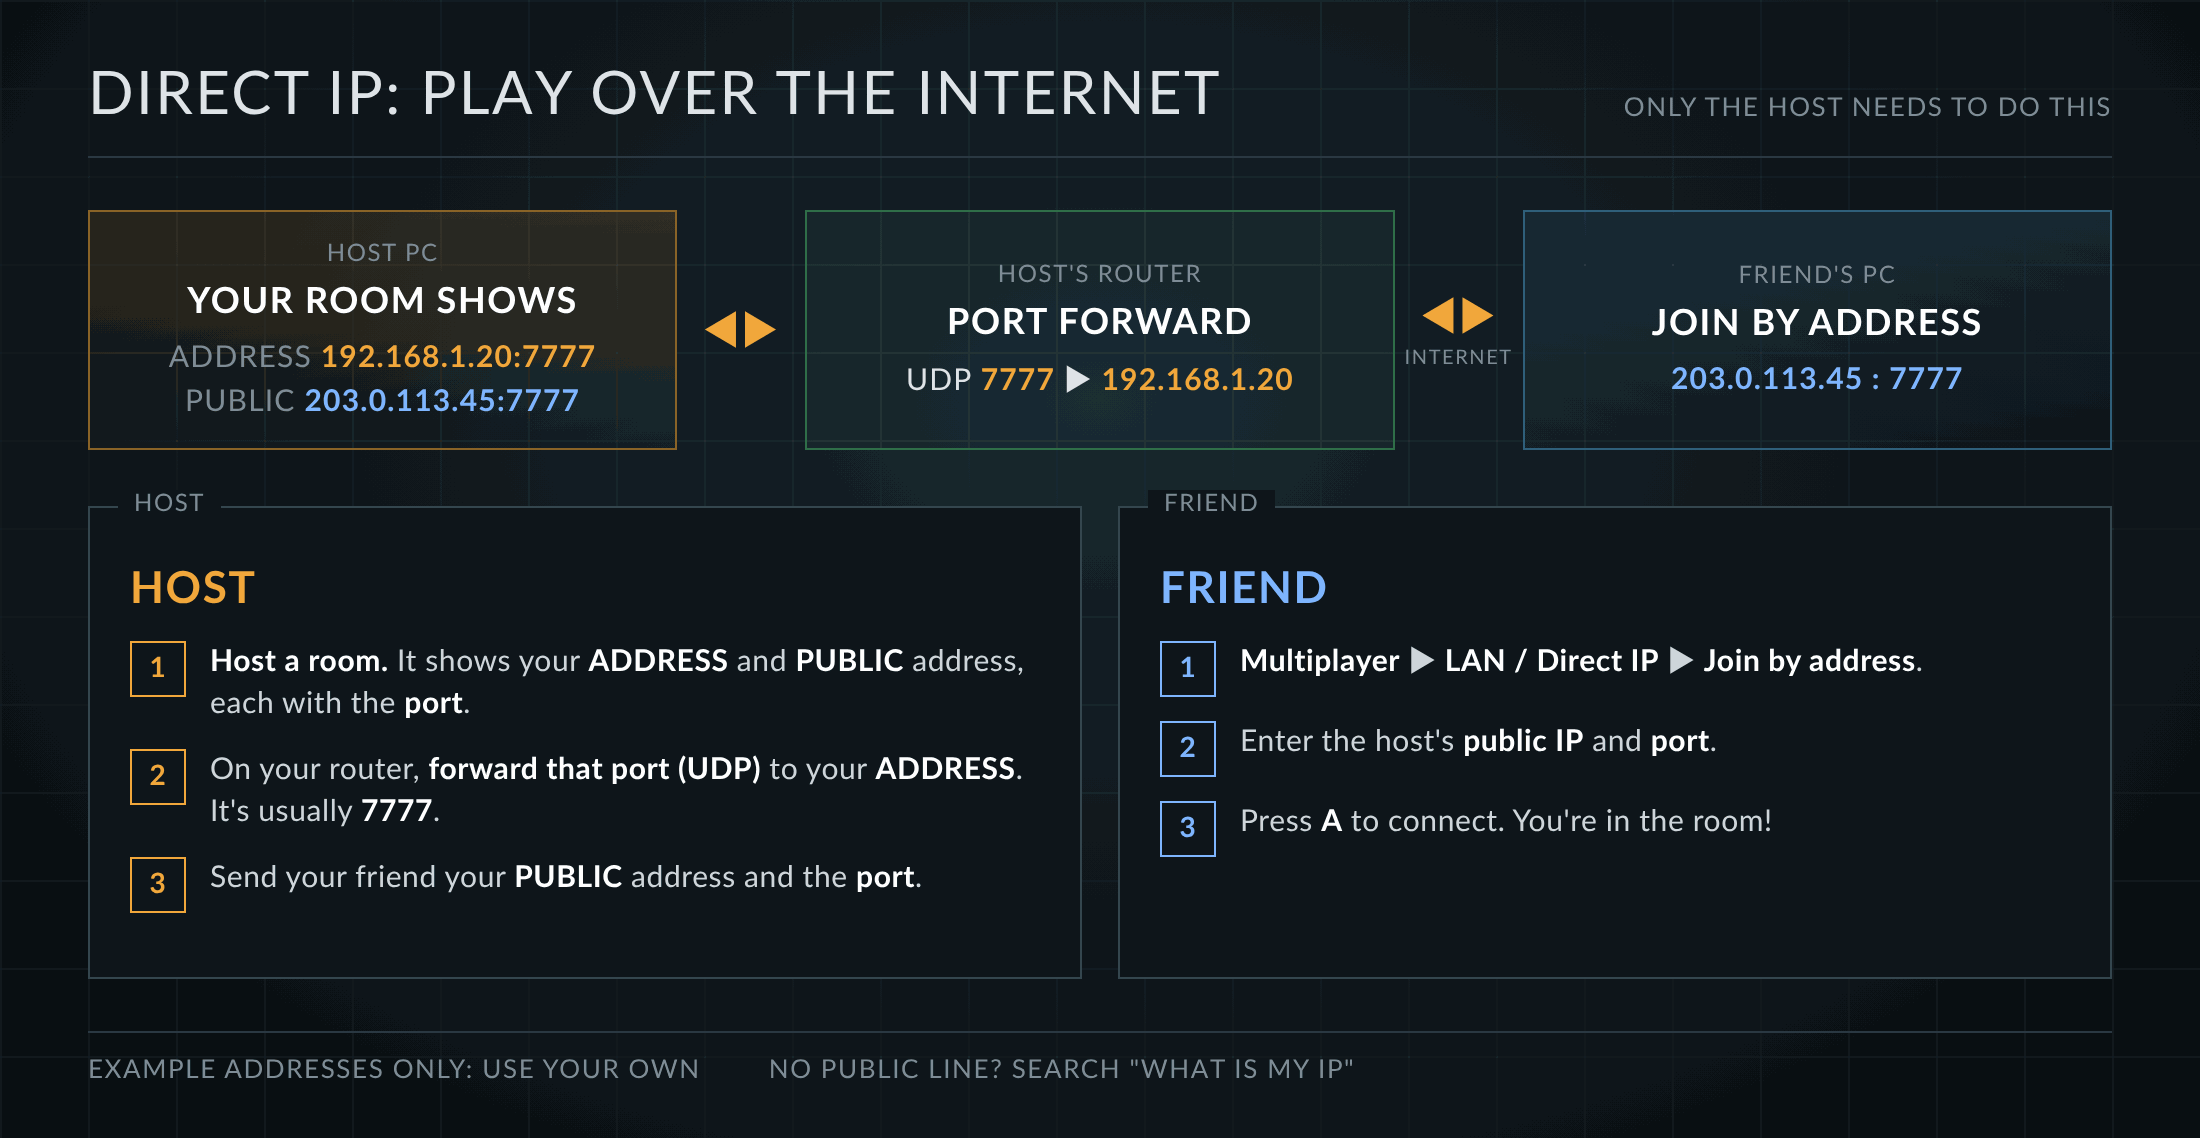 DIRECT IP: PLAY OVER THE INTERNET
ONLY THE HOST NEEDS TO DO THIS
HOST PC
YOUR ROOM SHOWS
ADDRESS 192.168.1.20:7777
PUBLIC 203.0.113.45:7777
HOST'S ROUTER
PORT FORWARD
UDP 7777 ▶ 192.168.1.20
INTERNET
FRIEND'S PC
JOIN BY ADDRESS
203.0.113.45 : 7777
HOST
HOST
1 Host a room. It shows your ADDRESS and PUBLIC address,
each with the port.
2 On your router, forward that port (UDP) to your ADDRESS.
It's usually 7777.
3 Send your friend your PUBLIC address and the port.
FRIEND
FRIEND
1 Multiplayer ▶ LAN / Direct IP ▶ Join by address.
2 Enter the host's public IP and port.
3 Press A to connect. You're in the room!
EXAMPLE ADDRESSES ONLY: USE YOUR OWN
NO PUBLIC LINE? SEARCH "WHAT IS MY IP"